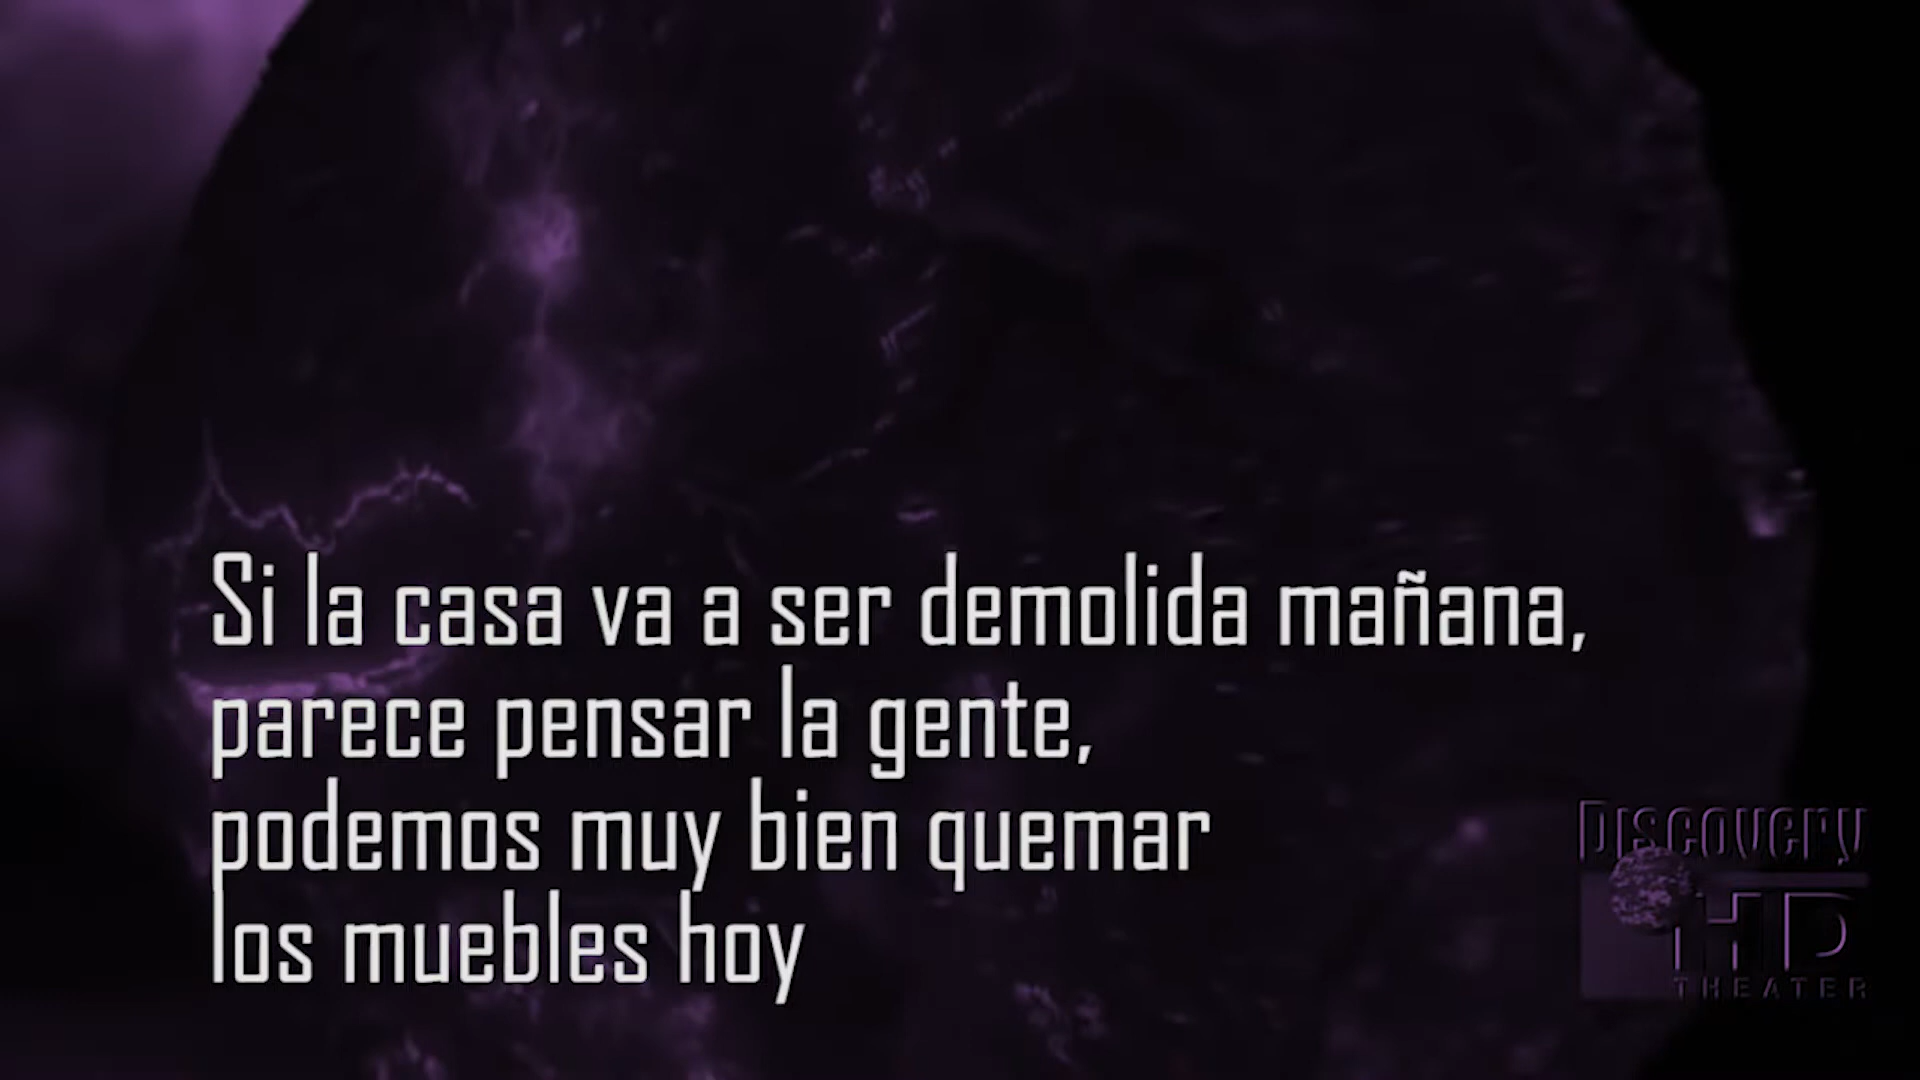 Si la casa va a ser demolida mañana,
parece pensar la gente,
podemos muy bien quemar
los muebles hoy
Discovery
HD
THEATER